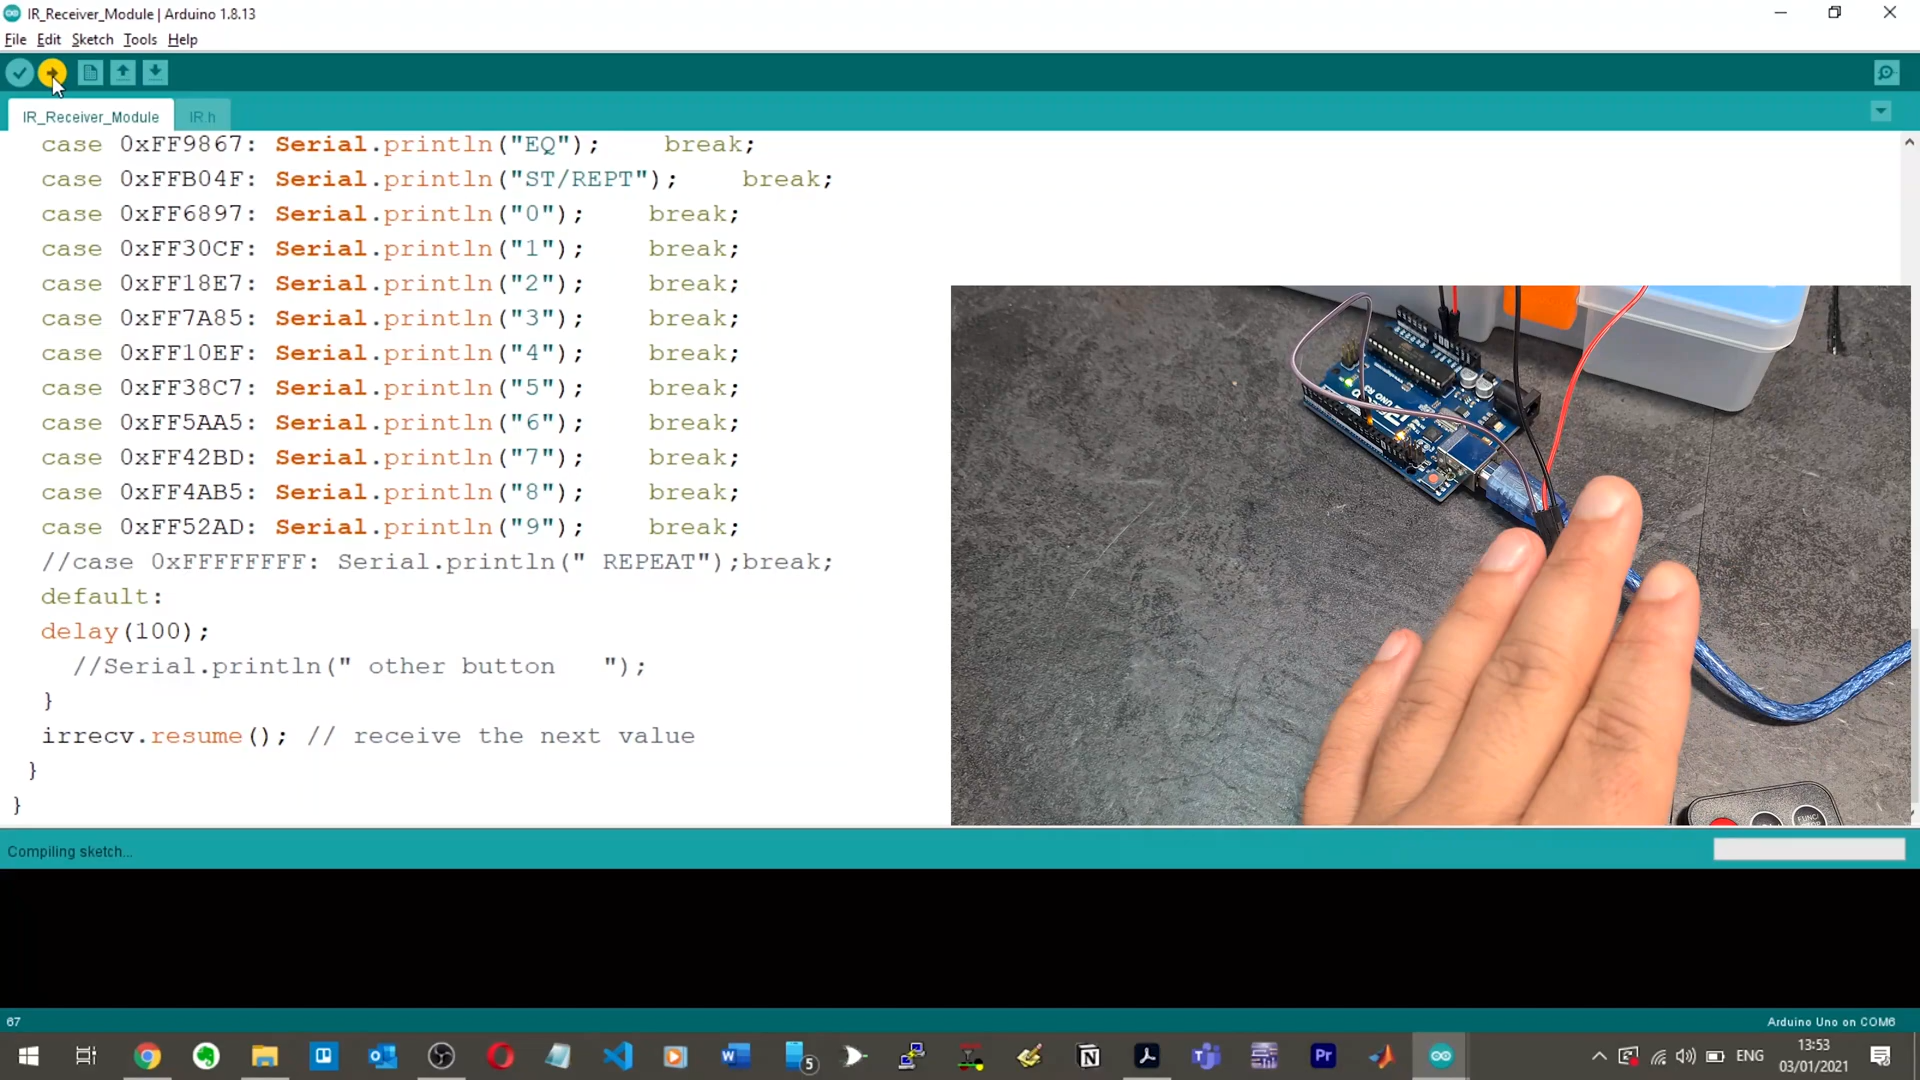 IR_Receiver_Module | Arduino 1.8.13
File Edit Sketch Tools Help
IR_Receiver_Module IR.h
case 0xFF9867: Serial.println("EQ"); break;
case 0xFFB04F: Serial.println("ST/REPT"); break;
case 0xFF6897: Serial.println("0"); break;
case 0xFF30CF: Serial.println("1"); break;
case 0xFF18E7: Serial.println("2"); break;
case 0xFF7A85: Serial.println("3"); break;
case 0xFF10EF: Serial.println("4"); break;
case 0xFF38C7: Serial.println("5"); break;
case 0xFF5AA5: Serial.println("6"); break;
case 0xFF42BD: Serial.println("7"); break;
case 0xFF4AB5: Serial.println("8"); break;
case 0xFF52AD: Serial.println("9"); break;
//case 0xFFFFFFFF: Serial.println(" REPEAT");break;
default:
delay(100);
//Serial.println(" other button ");
}
irrecv.resume(); // receive the next value
}
}
UNO R3
FUNC/
Compiling sketch...
67
Arduino Uno on COM6
5
Pr
ENG
13:53
03/01/2021